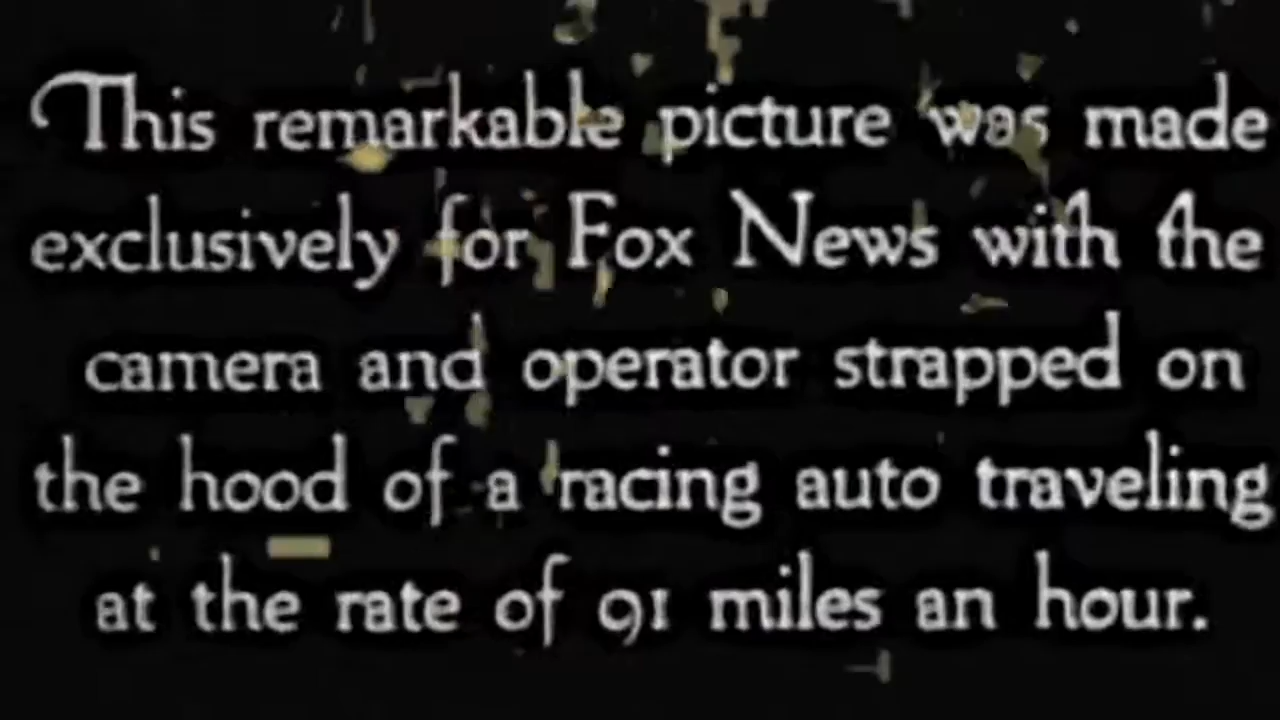 This remarkable picture was made
exclusively for Fox News with the
camera and operator strapped on
the hood of a racing auto traveling
at the rate of 91 miles an hour.